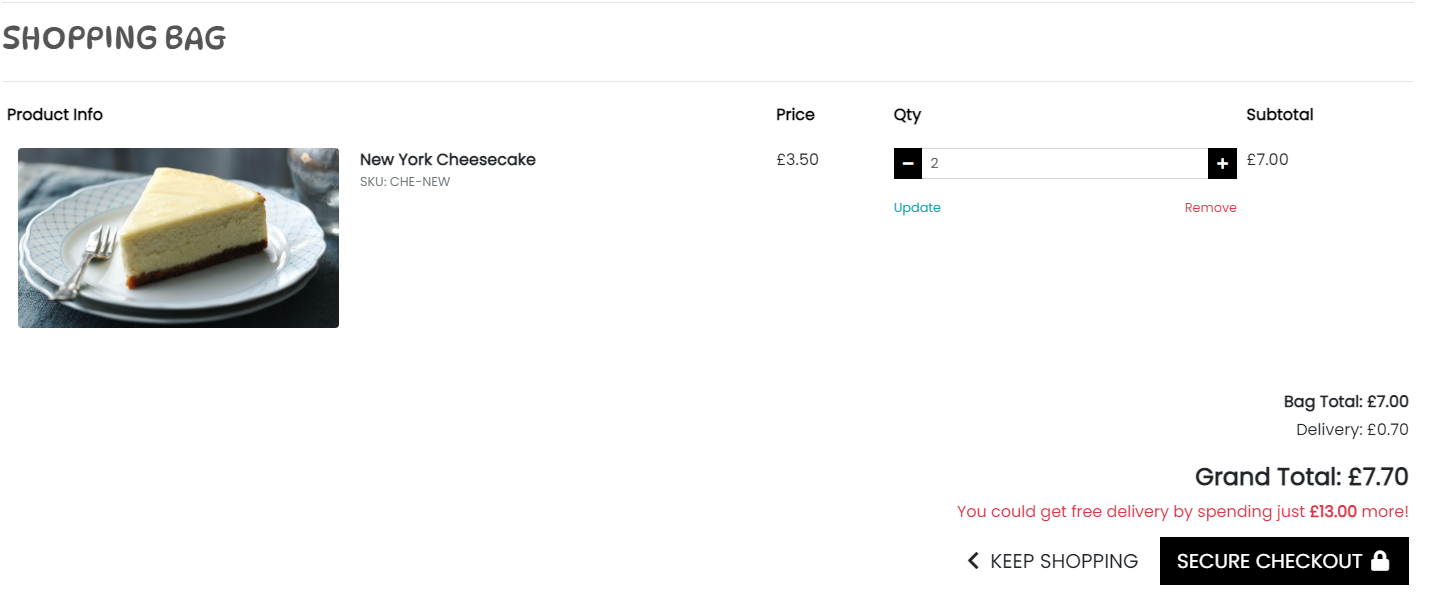 SHOPPING BAG
Product Info Price Qty Subtotal
New York Cheesecake £3.50 − 2 + £7.00
SKU: CHE-NEW
Update Remove
Bag Total: £7.00
Delivery: £0.70
Grand Total: £7.70
You could get free delivery by spending just £13.00 more!
KEEP SHOPPING SECURE CHECKOUT